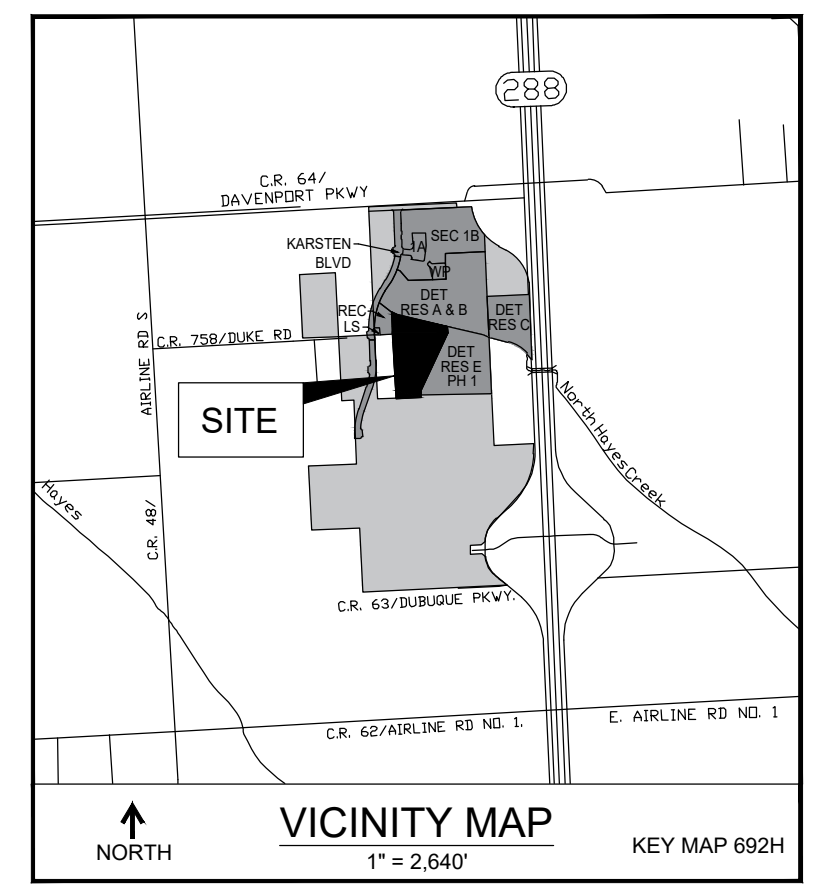 288
C.R. 64/
DAVENPORT PKWY
KARSTEN
BLVD
1A
SEC 1B
WP
DET
RES A & B
DET
RES C
REC
LS
C.R. 758/DUKE RD
AIRLINE RD S
DET
RES E
PH 1
SITE
North Hayes Creek
Hayes
C.R. 48/
C.R. 63/DUBUQUE PKWY.
C.R. 62/AIRLINE RD NO. 1.
E. AIRLINE RD NO. 1
NORTH
VICINITY MAP
1" = 2,640'
KEY MAP 692H